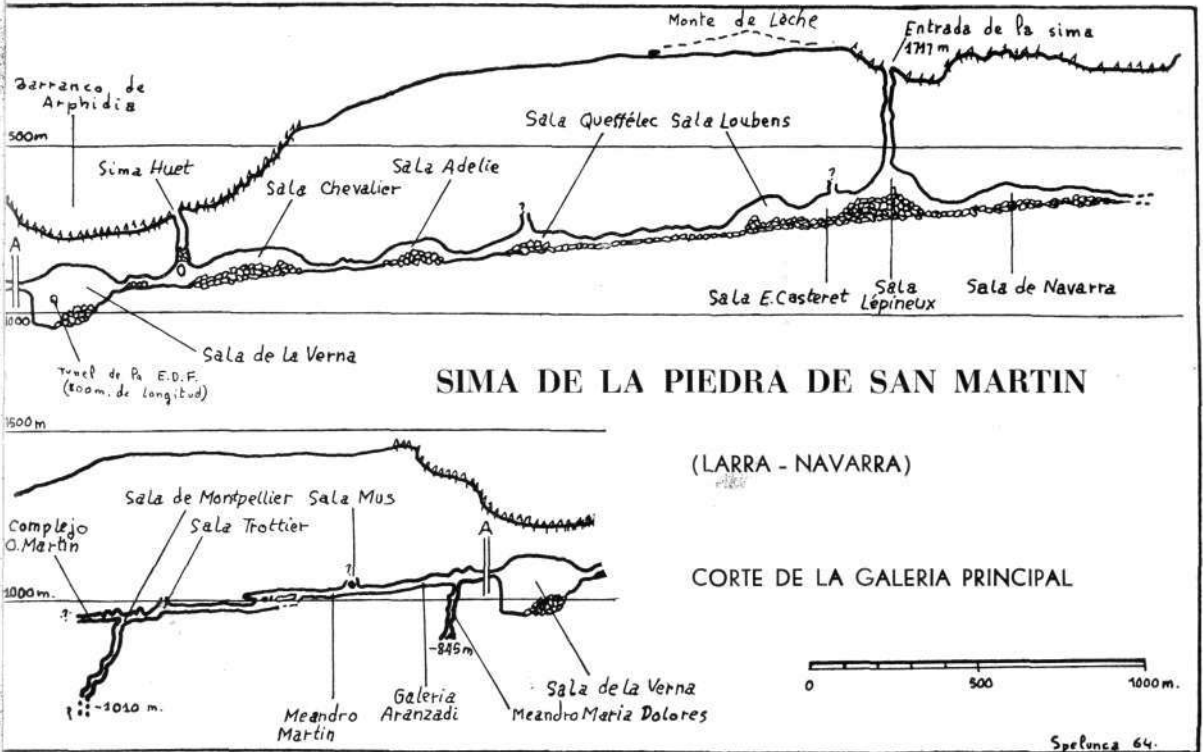 Monte de Lache
Entrada de la sima
1717 m
Barranco de
Arphidia
500m
Sima Huet
Sala Chevalier
Sala Adelie
Sala Queffélec
Sala Loubens
?
?
A
Sala E. Casteret
Sala
Lépineux
Sala de Navarra
1000
Sala de La Verna
Tunel de la E.D.F.
(800m. de longitud)
SIMA DE LA PIEDRA DE SAN MARTIN
1500m
(LARRA - NAVARRA)
Sala de Montpellier
Sala Mus
Complejo
O. Martin
Sala Trottier
?
A
CORTE DE LA GALERIA PRINCIPAL
1000m.
?
-845m
? -1010 m.
Meandro
Martin
Galeria
Aranzadi
Sala de La Verna
Meandro Maria Dolores
0 500 1000 m.
Spelunca 64.